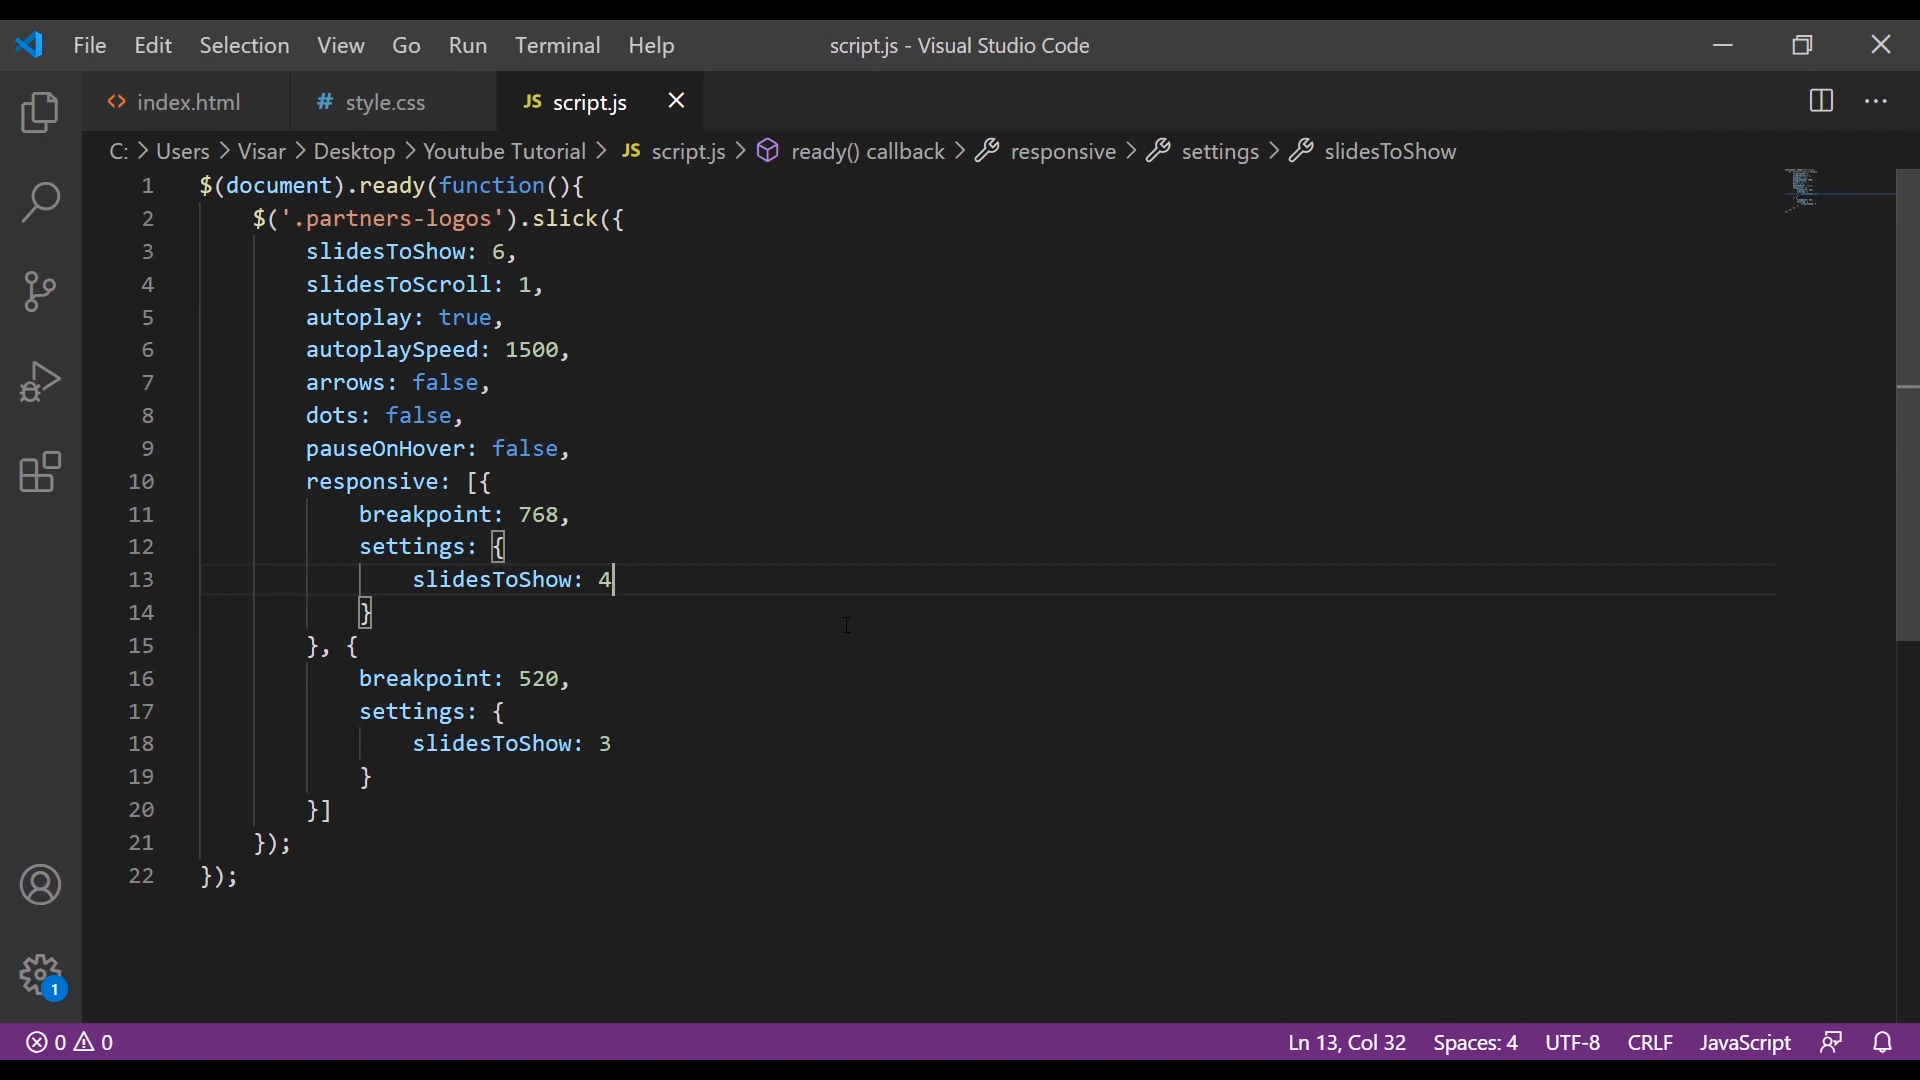 File Edit Selection View Go Run Terminal Help script.js - Visual Studio Code
<> index.html # style.css JS script.js
C: > Users > Visar > Desktop > Youtube Tutorial > JS script.js > ready() callback > responsive > settings > slidesToShow
1 $(document).ready(function(){
2     $('.partners-logos').slick({
3         slidesToShow: 6,
4         slidesToScroll: 1,
5         autoplay: true,
6         autoplaySpeed: 1500,
7         arrows: false,
8         dots: false,
9         pauseOnHover: false,
10         responsive: [{
11             breakpoint: 768,
12             settings: {
13                 slidesToShow: 4
14             }
15         }, {
16             breakpoint: 520,
17             settings: {
18                 slidesToShow: 3
19             }
20         }]
21     });
22 });
1
0 0 Ln 13, Col 32 Spaces: 4 UTF-8 CRLF JavaScript